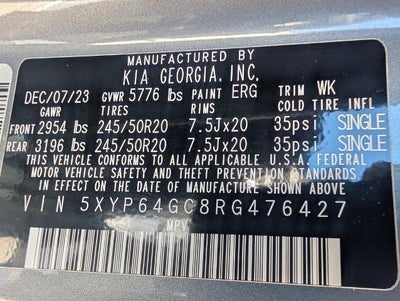 MANUFACTURED BY
KIA GEORGIA, INC.
DEC/07/23 GVWR 5776 lbs PAINT ERG TRIM WK
GAWR TIRES RIMS COLD TIRE INFL
FRONT 2954 lbs 245/50R20 7.5Jx20 35psi SINGLE
REAR 3196 lbs 245/50R20 7.5Jx20 35psi SINGLE
THIS VEHICLE CONFORMS TO ALL APPLICABLE U.S.A. FEDERAL
MOTOR VEHICLE SAFETY AND THEFT PREVENTION STANDARDS
IN EFFECT ON THE DATE OF MANUFACTURE SHOWN ABOVE
VIN 5XYP64GC8RG476427
MPV